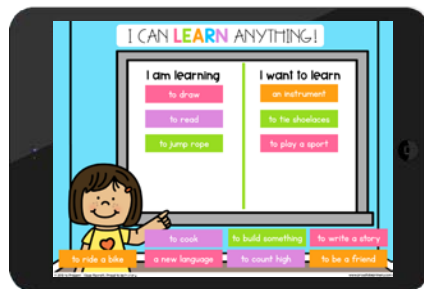 I CAN LEARN ANYTHING!
I am learning
to draw
to read
to jump rope
I want to learn
an instrument
to tie shoelaces
to play a sport
to cook
to build something
to write a story
to ride a bike
a new language
to count high
to be a friend